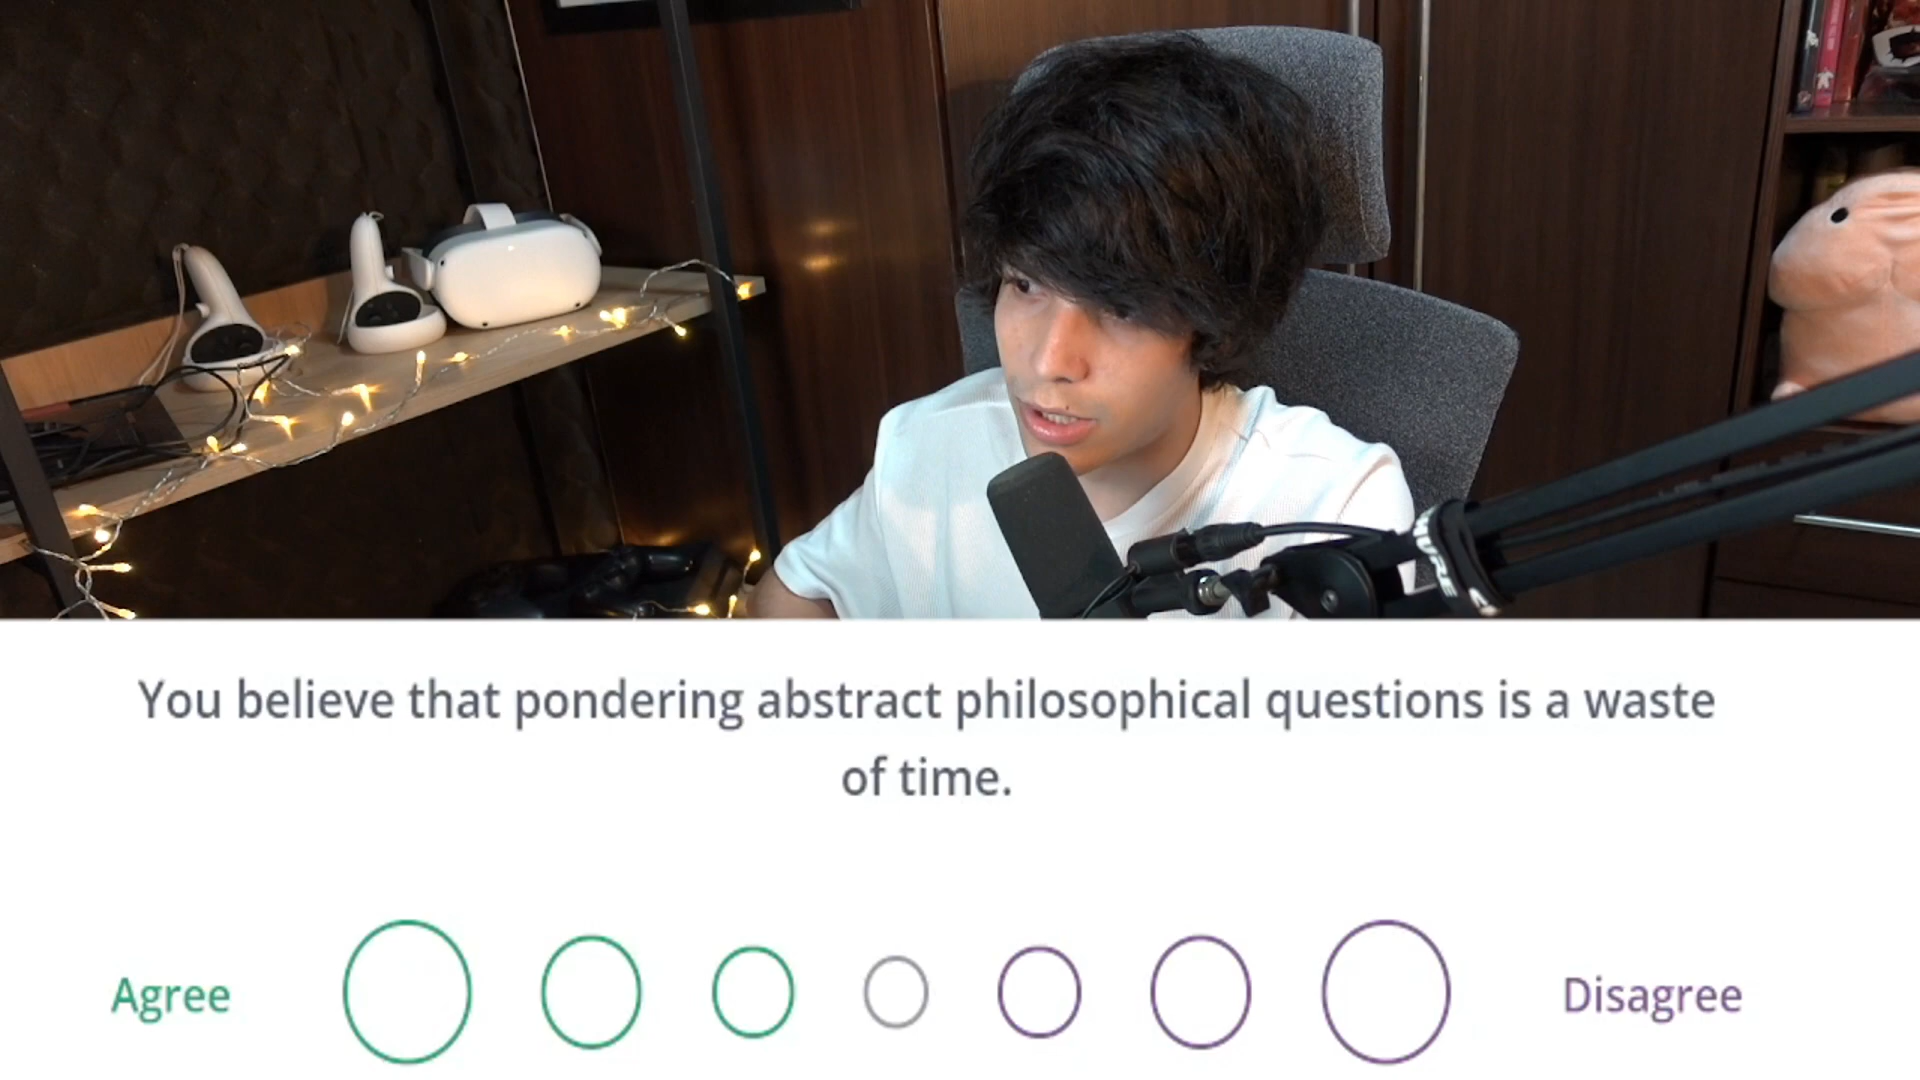 You believe that pondering abstract philosophical questions is a waste
of time.
Agree
Disagree